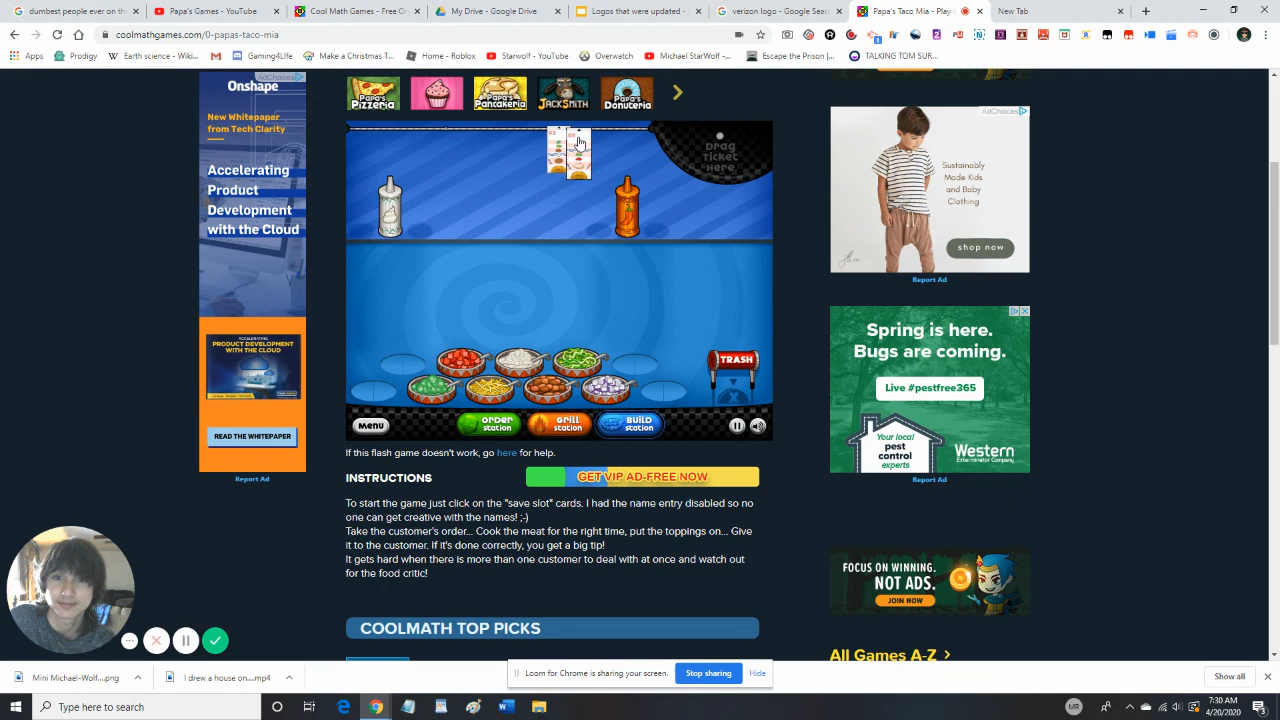 dumbest people ever on the
Cool Math Games - Free O
My Drive - Google Drive
Logos that were updated -
verizon logo - Google Sear
Papa's - Play
New Tab
coolmathgames.com/0-papas-taco-mia
Apps
Prodigy
Earth science - Wiki...
Gaming4Life
Make a Christmas T...
Home - Roblox
Starwolf - YouTube
Overwatch
Michael StarWolf -...
Escape the Prison |...
TALKING TOM SUR...
AdChoices
Onshape
New Whitepaper
from Tech Clarity
Accelerating
Product
Development
with the Cloud
ACCELERATING
PRODUCT DEVELOPMENT
WITH THE CLOUD
READ THE WHITEPAPER
Report Ad
Papa's
Pizzeria
Papa's
Pancakeria
JackSmith
Papa's
Donuteria
Drag
Ticket
Here
TRASH
MENU
ORDER
STATION
GRILL
STATION
BUILD
STATION
If this flash game doesn't work, go here for help.
INSTRUCTIONS
GET VIP AD-FREE NOW
To start the game just click on the "save slot" cards. I had the name entry disabled so no
one can get creative with the names! ;-)
Take the customer's order... Cook the meat for the right time, put the toppings on... Give
it to the customer. If it's done correctly, you get a big tip!
It gets hard when there is more than one customer to deal with at once and watch out
for the food critic!
COOLMATH TOP PICKS
AdChoices
Sustainably
Made Kids
and Baby
Clothing
shop now
Report Ad
Spring is here.
Bugs are coming.
Live #pestfree365
Your local
pest
control
experts
Western
Exterminator Company
Report Ad
FOCUS ON WINNING.
NOT ADS.
JOIN NOW
All Games A-Z
Loom for Chrome is sharing your screen.
Stop sharing
Hide
Mini Michael-Wolf....png
I drew a house on....mp4
Show all
Type here to search
MR
7:30 AM
4/20/2020